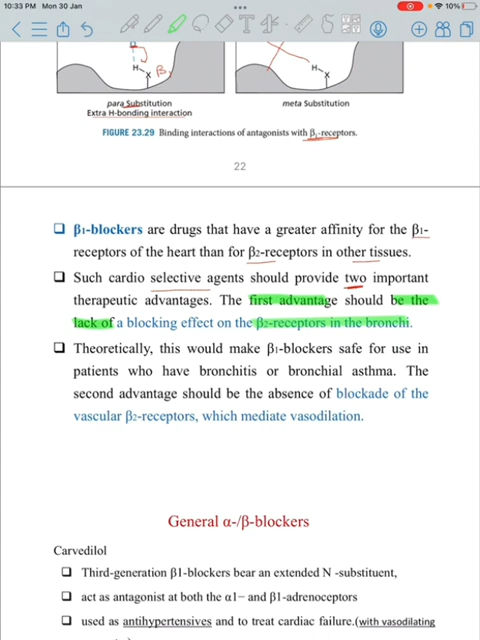 10:33 PM Mon 30 Jan
10%
H
X
β₁
H
X
para Substitution
Extra H-bonding interaction
meta Substitution
FIGURE 23.29 Binding interactions of antagonists with β₁-receptors.
22
❑ β1-blockers are drugs that have a greater affinity for the β1-
receptors of the heart than for β2-receptors in other tissues.
❑ Such cardio selective agents should provide two important
therapeutic advantages. The first advantage should be the
lack of a blocking effect on the β2-receptors in the bronchi.
❑ Theoretically, this would make β1-blockers safe for use in
patients who have bronchitis or bronchial asthma. The
second advantage should be the absence of blockade of the
vascular β2-receptors, which mediate vasodilation.
General α-/β-blockers
Carvedilol
❑ Third-generation β1-blockers bear an extended N -substituent,
❑ act as antagonist at both the α1− and β1-adrenoceptors
❑ used as antihypertensives and to treat cardiac failure.(with vasodilating